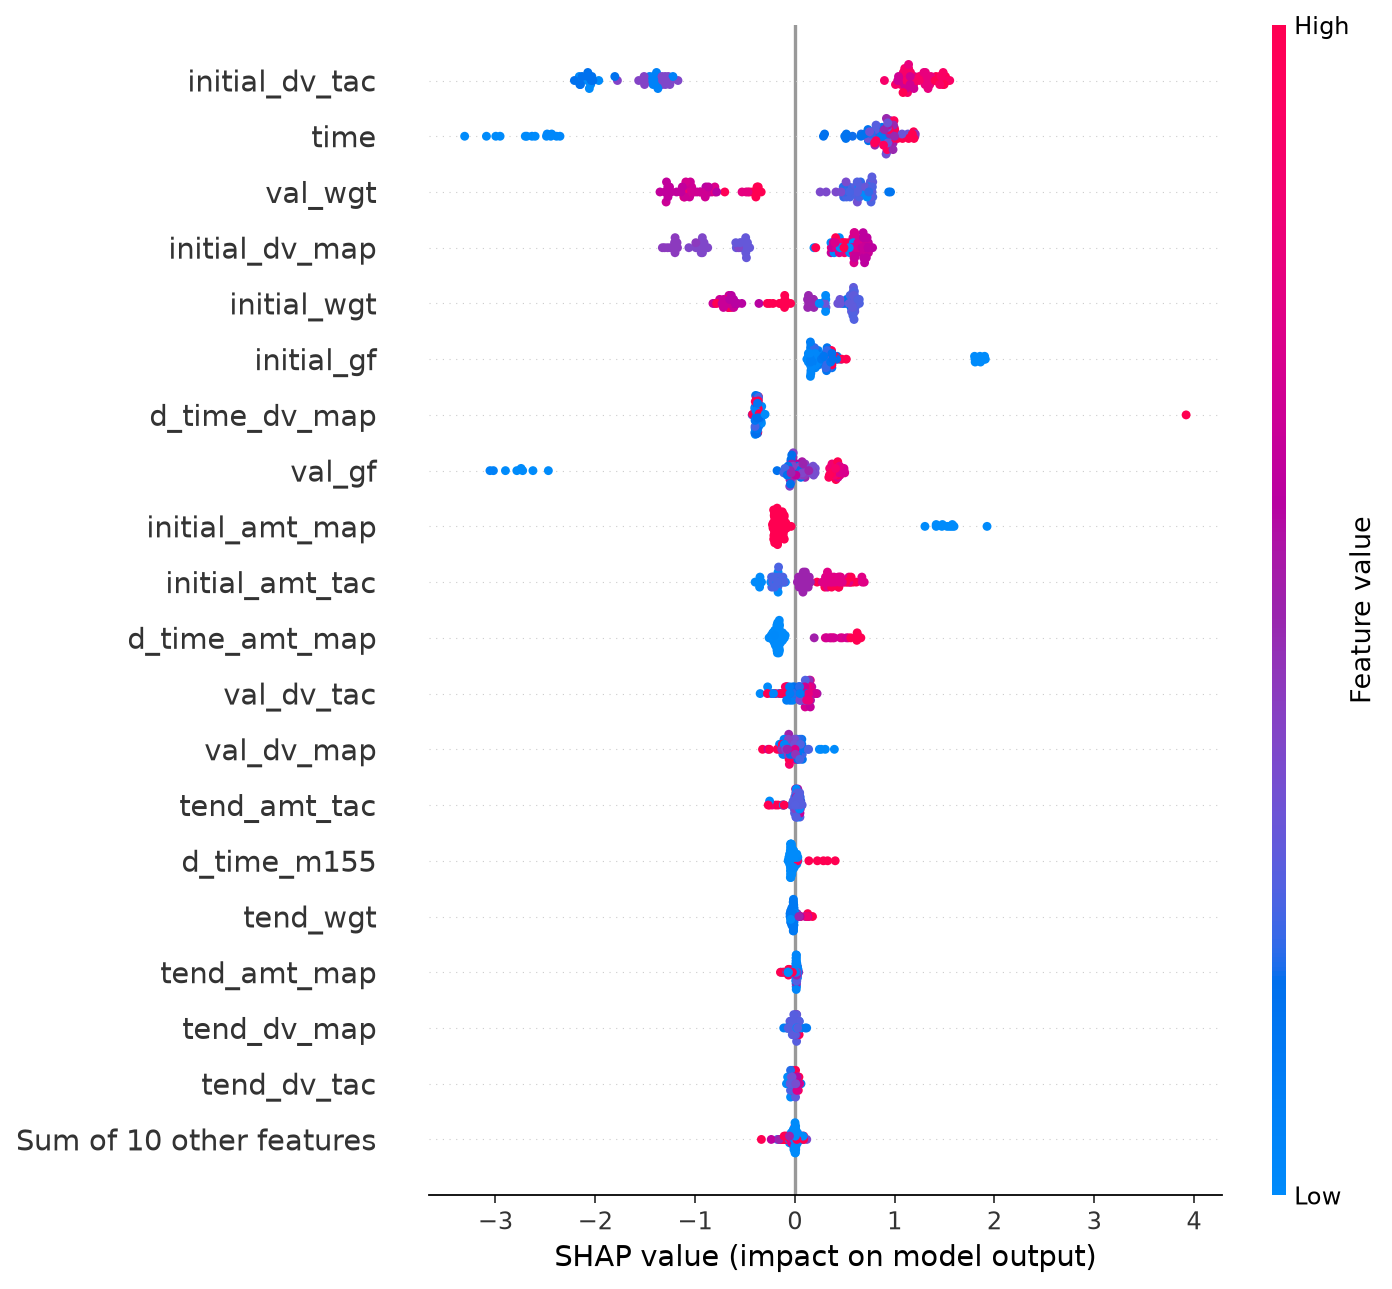 High
initial_dv_tac
time
val_wgt
initial_dv_map
initial_wgt
initial_gf
d_time_dv_map
val_gf
initial_amt_map
initial_amt_tac
d_time_amt_map
val_dv_tac
val_dv_map
tend_amt_tac
d_time_m155
tend_wgt
tend_amt_map
tend_dv_map
tend_dv_tac
Sum of 10 other features
Feature value
Low
−3 −2 −1 0 1 2 3 4
SHAP value (impact on model output)